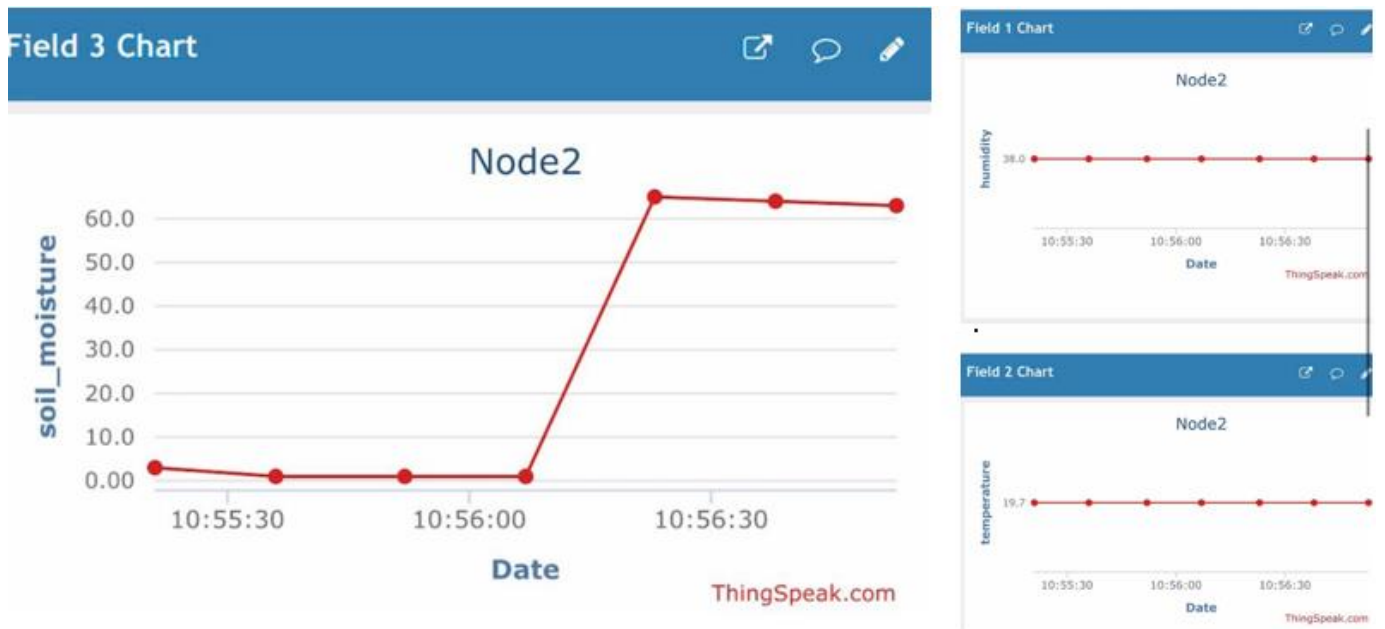 Field 3 Chart
Node2
soil_moisture
60.0
50.0
40.0
30.0
20.0
10.0
0.00
10:55:30 10:56:00 10:56:30
Date
ThingSpeak.com
Field 1 Chart
Node2
humidity
38.0
10:55:30 10:56:00 10:56:30
Date
ThingSpeak.com
Field 2 Chart
Node2
temperature
19.7
10:55:30 10:56:00 10:56:30
Date
ThingSpeak.com